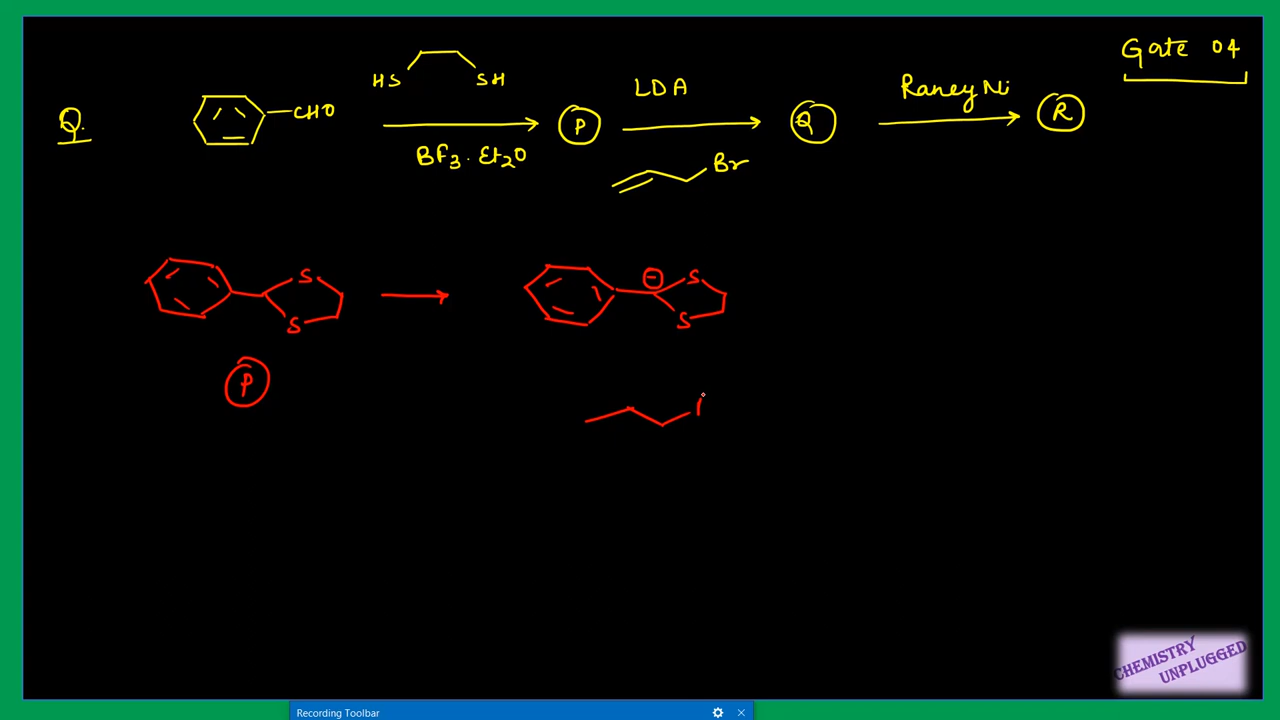 Gate 04
Q.
CHO
HS
SH
BF3. Et2O
P
LDA
Br
Q
Raney Ni
R
S
S
P
⊖
S
S
CHEMISTRY
UNPLUGGED
Recording Toolbar